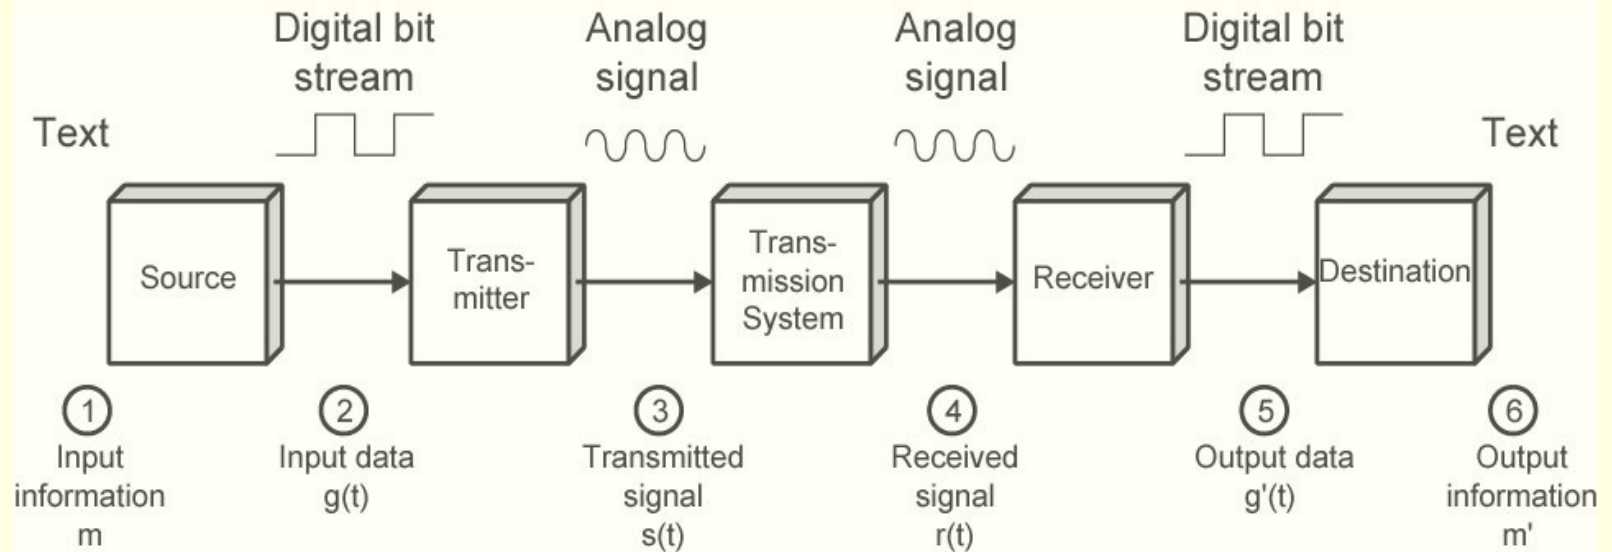 Digital bit
stream
Analog
signal
Analog
signal
Digital bit
stream
Text
Text
Source
Trans-
mitter
Trans-
mission
System
Receiver
Destination
1
Input
information
m
2
Input data
g(t)
3
Transmitted
signal
s(t)
4
Received
signal
r(t)
5
Output data
g'(t)
6
Output
information
m'